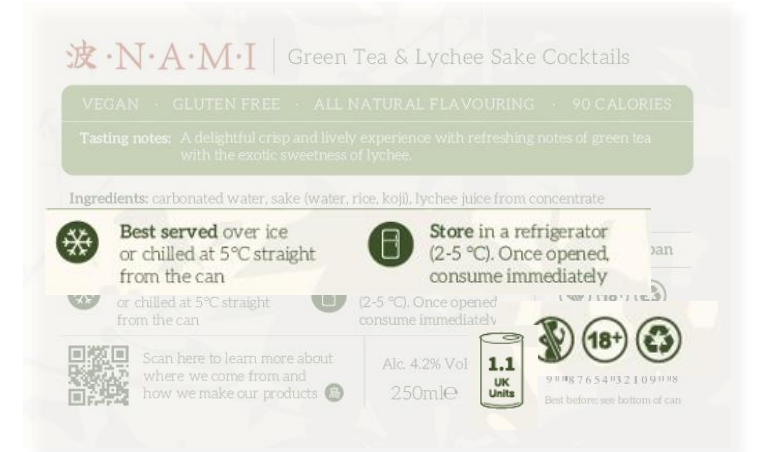 波·N·A·M·I
Green Tea & Lychee Sake Cocktails
VEGAN · GLUTEN FREE · ALL NATURAL FLAVOURING · 90 CALORIES
Tasting notes: A delightful crisp and lively experience with refreshing notes of green tea
with the exotic sweetness of lychee.
Ingredients: carbonated water, sake (water, rice, koji), lychee juice from concentrate
Best served over ice
or chilled at 5°C straight
from the can
Store in a refrigerator
(2-5 °C). Once opened,
consume immediately
or chilled at 5°C straight
from the can
(2-5 °C). Once opened
consume immediately
Scan here to learn more about
where we come from and
how we make our products
Alc. 4.2% Vol
250ml℮
1.1
UK
Units
18+
Best before: see bottom of can